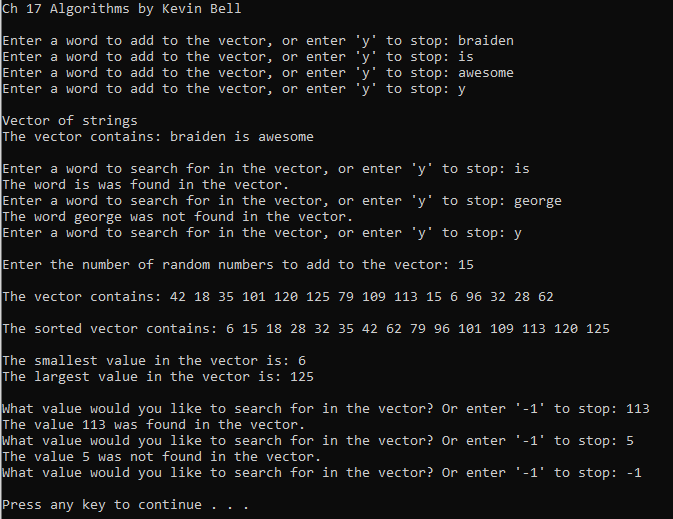 Ch 17 Algorithms by Kevin Bell
Enter a word to add to the vector, or enter 'y' to stop: braiden
Enter a word to add to the vector, or enter 'y' to stop: is
Enter a word to add to the vector, or enter 'y' to stop: awesome
Enter a word to add to the vector, or enter 'y' to stop: y
Vector of strings
The vector contains: braiden is awesome
Enter a word to search for in the vector, or enter 'y' to stop: is
The word is was found in the vector.
Enter a word to search for in the vector, or enter 'y' to stop: george
The word george was not found in the vector.
Enter a word to search for in the vector, or enter 'y' to stop: y
Enter the number of random numbers to add to the vector: 15
The vector contains: 42 18 35 101 120 125 79 109 113 15 6 96 32 28 62
The sorted vector contains: 6 15 18 28 32 35 42 62 79 96 101 109 113 120 125
The smallest value in the vector is: 6
The largest value in the vector is: 125
What value would you like to search for in the vector? Or enter '-1' to stop: 113
The value 113 was found in the vector.
What value would you like to search for in the vector? Or enter '-1' to stop: 5
The value 5 was not found in the vector.
What value would you like to search for in the vector? Or enter '-1' to stop: -1
Press any key to continue . . .